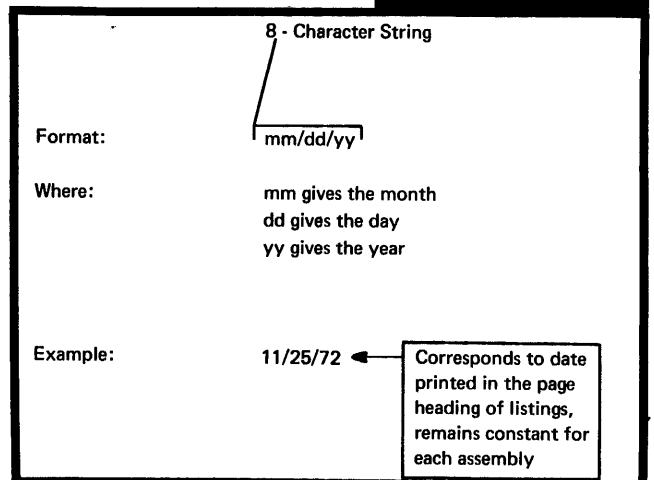 8 - Character String
Format: mm/dd/yy
Where: mm gives the month
dd gives the day
yy gives the year
Example: 11/25/72
Corresponds to date
printed in the page
heading of listings,
remains constant for
each assembly